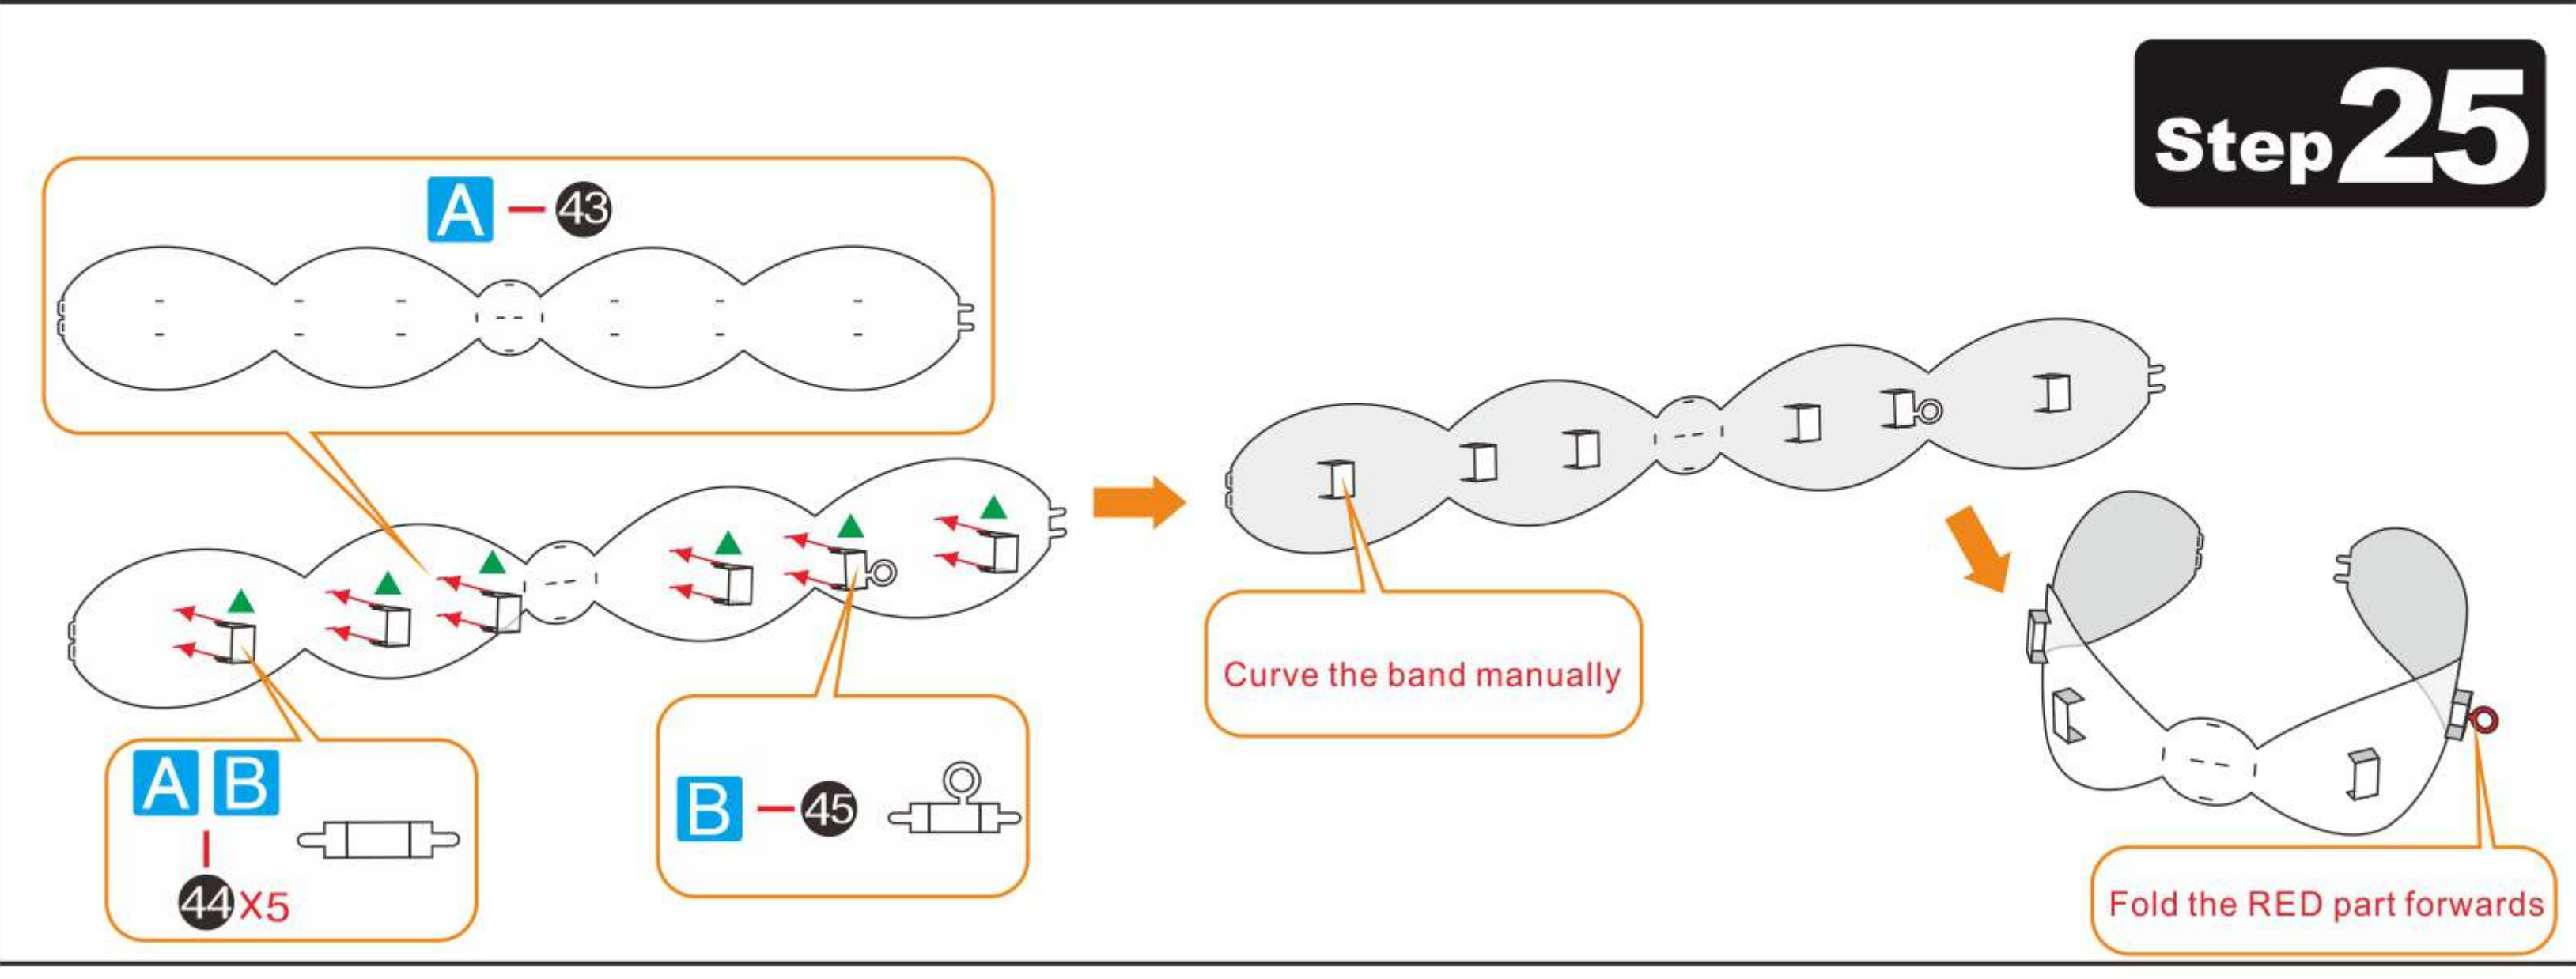 Step 25
A - 43
A B
44 X5
B - 45
Curve the band manually
Fold the RED part forwards